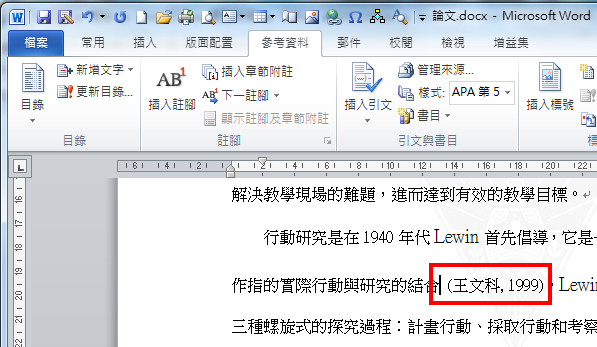 論文.docx - Microsoft Word
檔案 常用 插入 版面配置 參考資料 郵件 校閱 檢視 增益集
目錄 新增文字 更新目錄...
目錄
AB1 插入註腳 插入章節附註 下一註腳 顯示註腳及章節附註
註腳
插入引文 管理來源... 樣式: APA 第 5 書目
引文與書目
插入標號
解決教學現場的難題，進而達到有效的教學目標。
行動研究是在 1940 年代 Lewin 首先倡導，它是
作指的實際行動與研究的結合 (王文科, 1999)，Lewin
三種螺旋式的探究過程：計畫行動、採取行動和考察